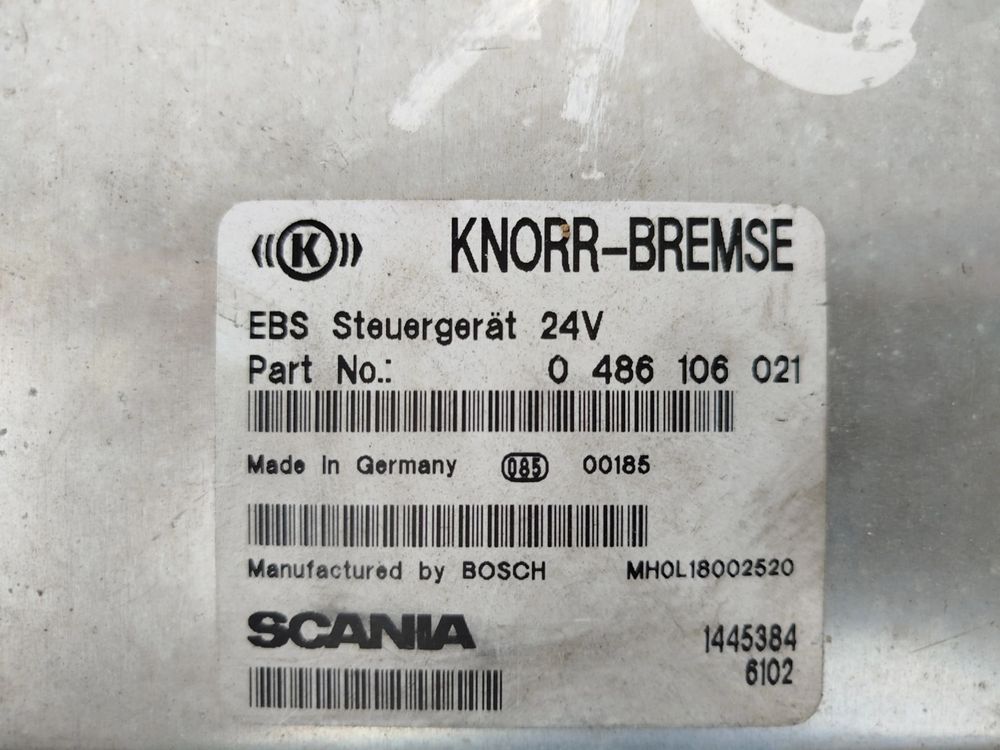 K KNORR-BREMSE
EBS Steuergerät 24V
Part No.: 0 486 106 021
Made in Germany 085 00185
Manufactured by BOSCH MH0L18002520
SCANIA 1445384
6102